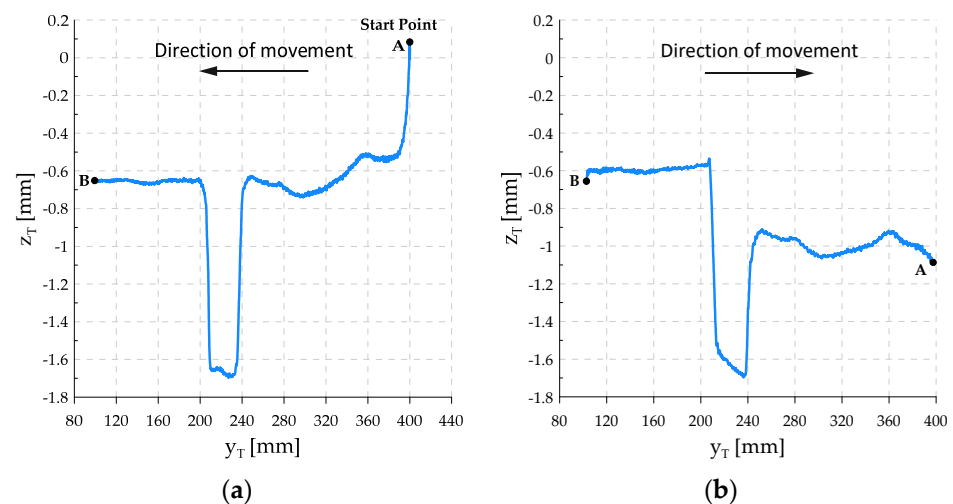 0.2
0
-0.2
-0.4
-0.6
-0.8
-1
-1.2
-1.4
-1.6
-1.8
z_T [mm]
Start Point
A
Direction of movement
B
80 120 160 200 240 280 320 360 400 440
y_T [mm]
(a)
0.2
0
-0.2
-0.4
-0.6
-0.8
-1
-1.2
-1.4
-1.6
-1.8
z_T [mm]
Direction of movement
B
A
80 120 160 200 240 280 320 360 400
y_T [mm]
(b)